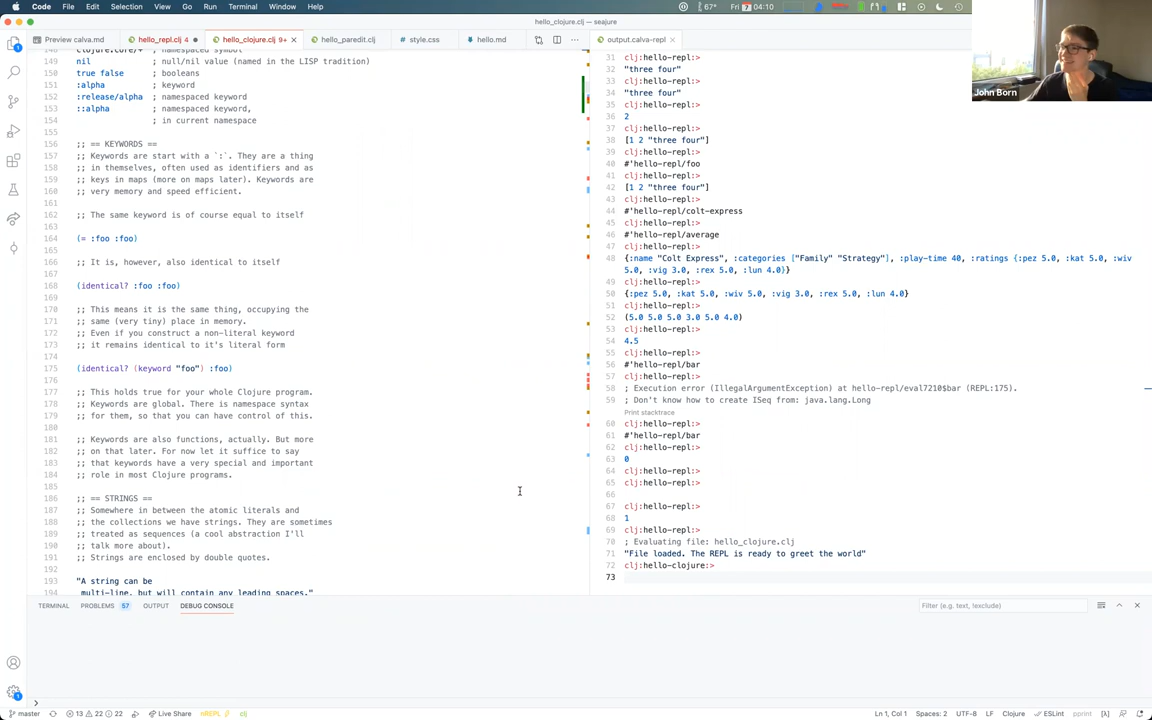 Code File Edit Selection View Go Run Terminal Window Help
67° Fri 7 04:10
hello_clojure.clj — seajure
Preview calva.md hello_repl.clj 4 hello_clojure.clj 9+ hello_paredit.clj style.css hello.md
output.calva-repl
John Born
148 clojure.core/+ ; namespaced symbol
149 nil ; null/nil value (named in the LISP tradition)
150 true false ; booleans
151 :alpha ; keyword
152 :release/alpha ; namespaced keyword
153 ::alpha ; namespaced keyword,
154 ; in current namespace
155
156 ;; == KEYWORDS ==
157 ;; Keywords are start with a `:`. They are a thing
158 ;; in themselves, often used as identifiers and as
159 ;; keys in maps (more on maps later). Keywords are
160 ;; very memory and speed efficient.
161
162 ;; The same keyword is of course equal to itself
163
164 (= :foo :foo)
165
166 ;; It is, however, also identical to itself
167
168 (identical? :foo :foo)
169
170 ;; This means it is the same thing, occupying the
171 ;; same (very tiny) place in memory.
172 ;; Even if you construct a non-literal keyword
173 ;; it remains identical to it's literal form
174
175 (identical? (keyword "foo") :foo)
176
177 ;; This holds true for your whole Clojure program.
178 ;; Keywords are global. There is namespace syntax
179 ;; for them, so that you can have control of this.
180
181 ;; Keywords are also functions, actually. But more
182 ;; on that later. For now let it suffice to say
183 ;; that keywords have a very special and important
184 ;; role in most Clojure programs.
185
186 ;; == STRINGS ==
187 ;; Somewhere in between the atomic literals and
188 ;; the collections we have strings. They are sometimes
189 ;; treated as sequences (a cool abstraction I'll
190 ;; talk more about).
191 ;; Strings are enclosed by double quotes.
192
193 "A string can be
194 multi-line, but will contain any leading spaces."
31 clj:hello-repl:>
32 "three four"
33 clj:hello-repl:>
34 "three four"
35 clj:hello-repl:>
36 2
37 clj:hello-repl:>
38 [1 2 "three four"]
39 clj:hello-repl:>
40 #'hello-repl/foo
41 clj:hello-repl:>
42 [1 2 "three four"]
43 clj:hello-repl:>
44 #'hello-repl/colt-express
45 clj:hello-repl:>
46 #'hello-repl/average
47 clj:hello-repl:>
48 {:name "Colt Express", :categories ["Family" "Strategy"], :play-time 40, :ratings {:pez 5.0, :kat 5.0, :wiv
5.0, :vig 3.0, :rex 5.0, :lun 4.0}}
49 clj:hello-repl:>
50 {:pez 5.0, :kat 5.0, :wiv 5.0, :vig 3.0, :rex 5.0, :lun 4.0}
51 clj:hello-repl:>
52 (5.0 5.0 5.0 3.0 5.0 4.0)
53 clj:hello-repl:>
54 4.5
55 clj:hello-repl:>
56 #'hello-repl/bar
57 clj:hello-repl:>
58 ; Execution error (IllegalArgumentException) at hello-repl/eval7210$bar (REPL:175).
59 ; Don't know how to create ISeq from: java.lang.Long
Print stacktrace
60 clj:hello-repl:>
61 #'hello-repl/bar
62 clj:hello-repl:>
63 0
64 clj:hello-repl:>
65 clj:hello-repl:>
66
67 clj:hello-repl:>
68 1
69 clj:hello-repl:>
70 ; Evaluating file: hello_clojure.clj
71 "File loaded. The REPL is ready to greet the world"
72 clj:hello-clojure:>
73
TERMINAL PROBLEMS 57 OUTPUT DEBUG CONSOLE
Filter (e.g. text, !exclude)
master 13 22 22 Live Share nREPL clj
Ln 1, Col 1 Spaces: 2 UTF-8 LF Clojure ESLint pprint [λ]